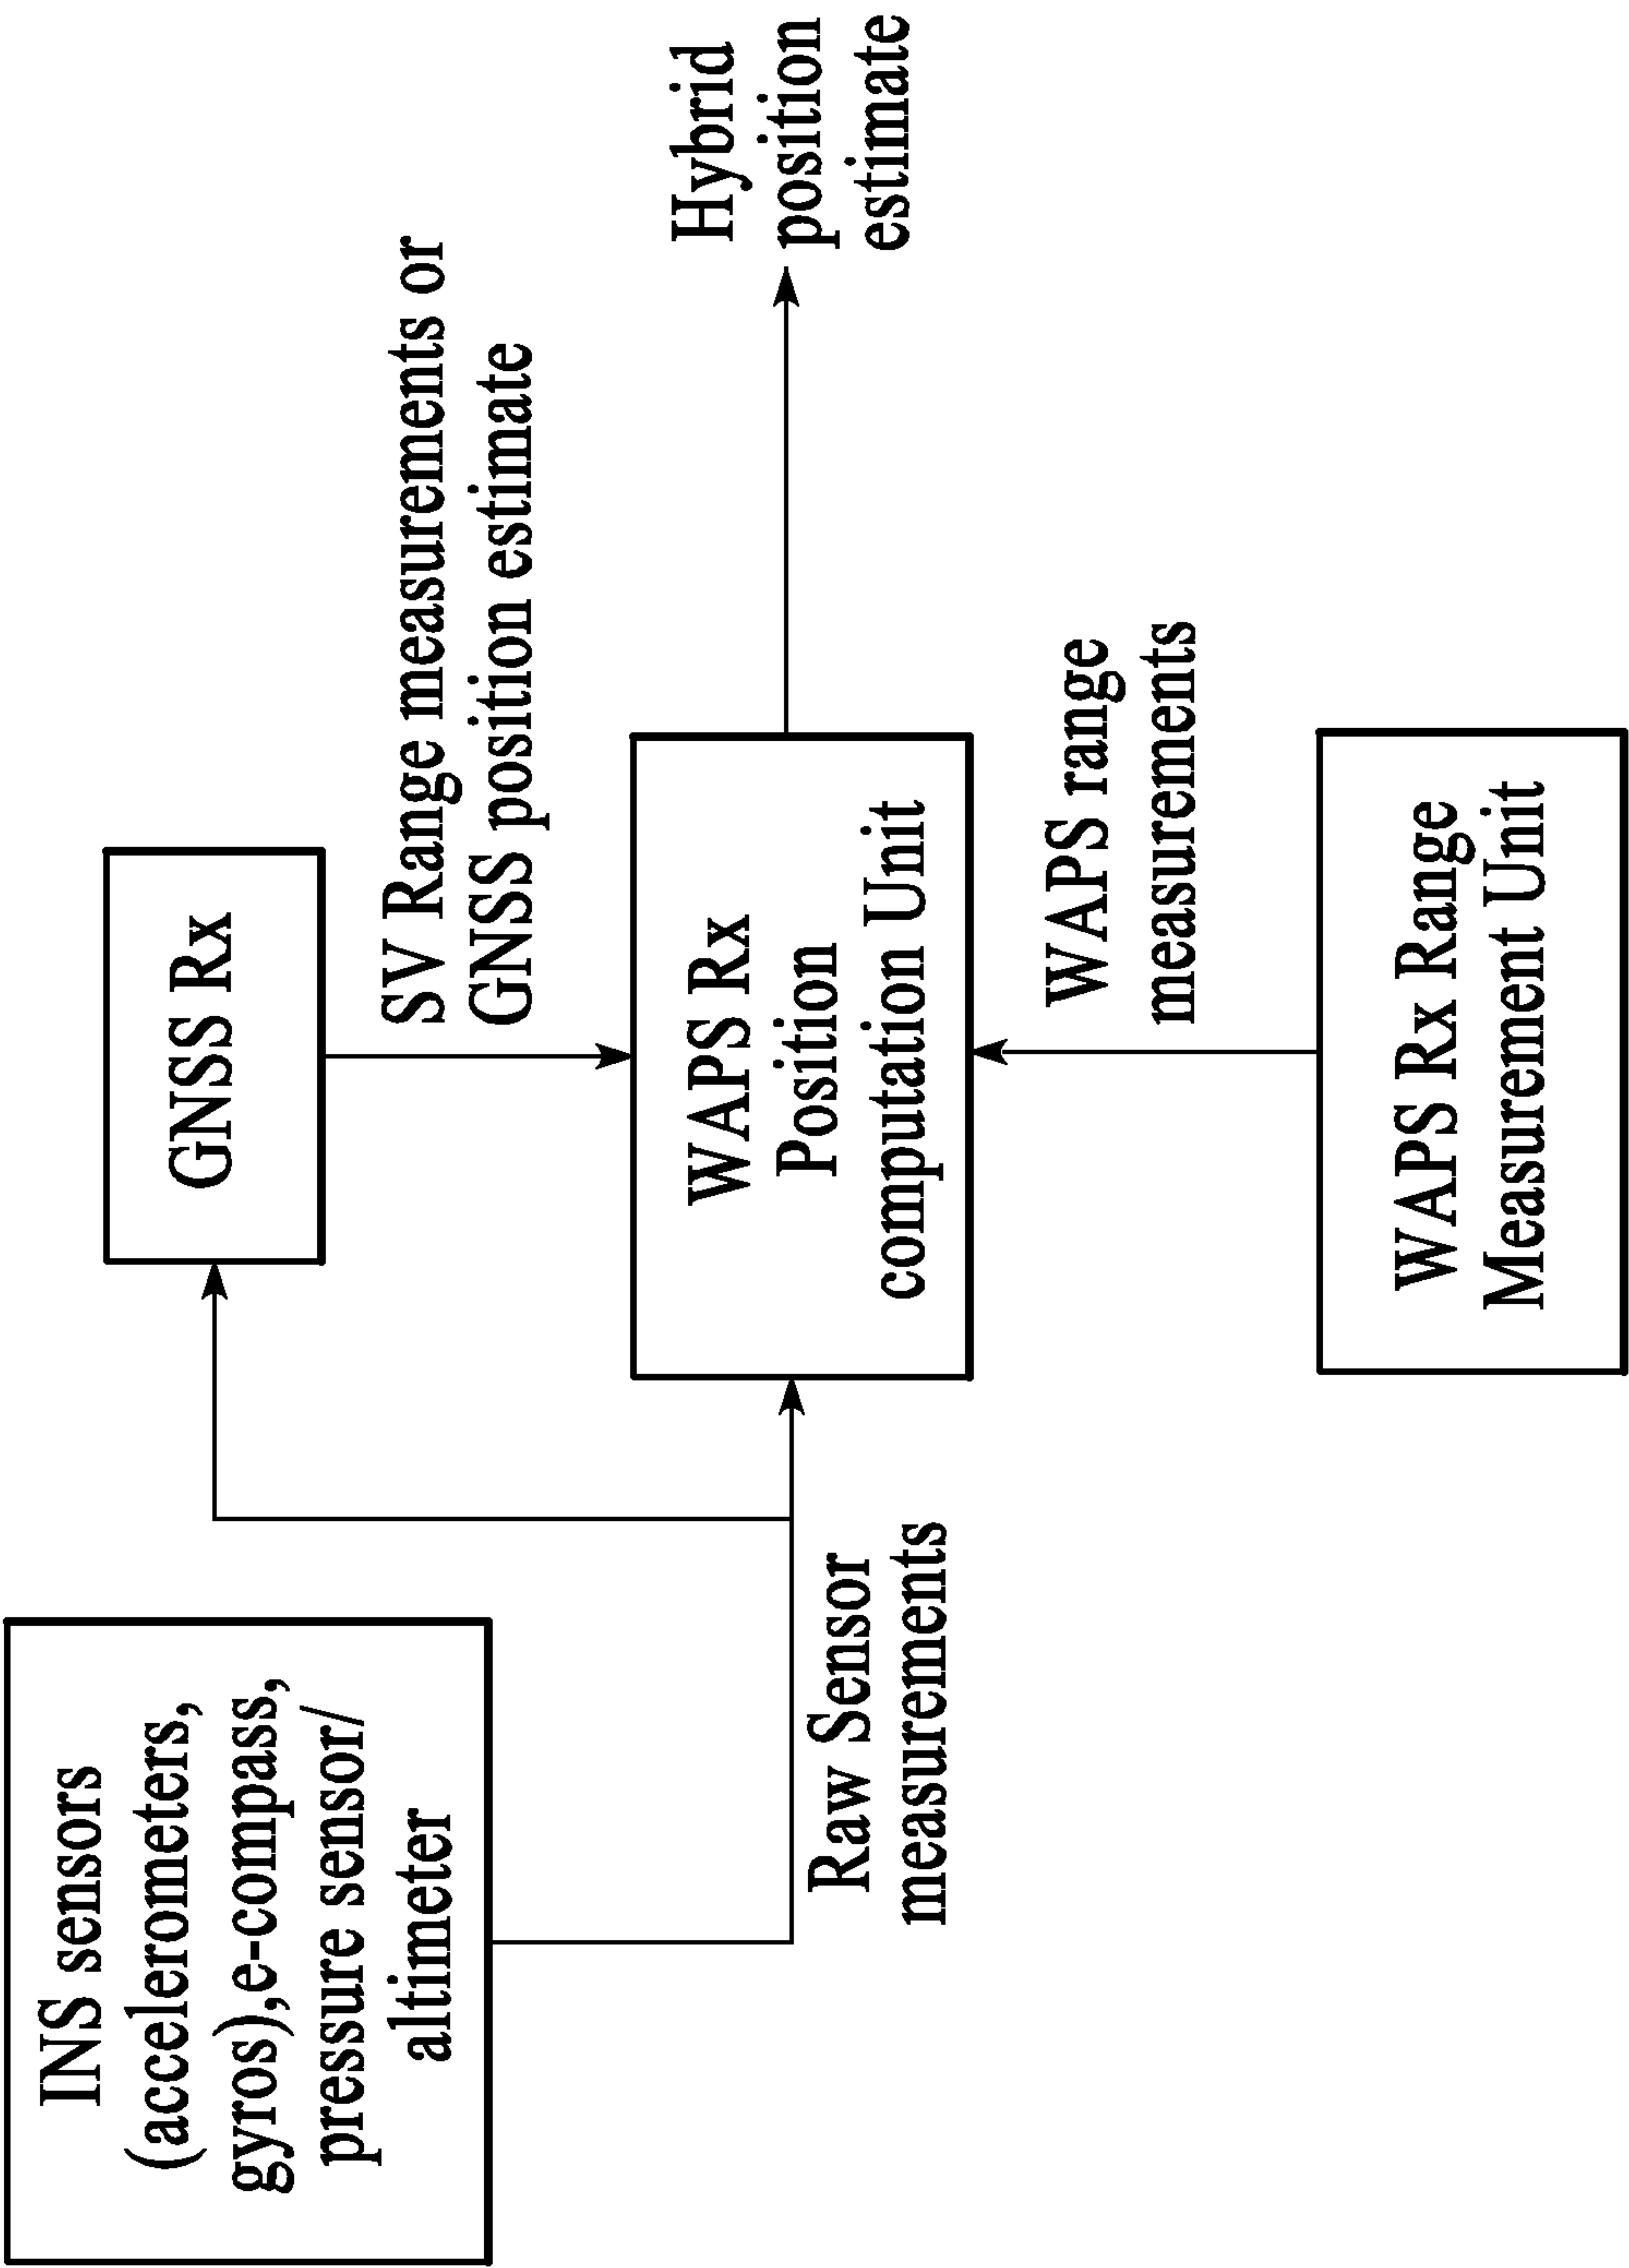 INS sensors
(accelerometers,
gyros),e-compass,
pressure sensor/
altimeter
Raw Sensor
measurements
GNSS Rx
SV Range measurements or
GNSS position estimate
WAPS Rx
Position
computation Unit
WAPS range
measurements
WAPS Rx Range
Measurement Unit
Hybrid
position
estimate